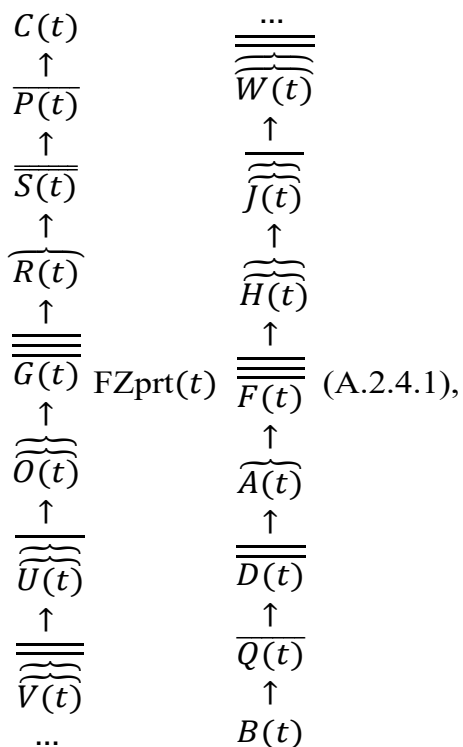 C(t)
↑
P(t)
↑
S(t)
↑
R(t)
↑
G(t)
↑
O(t)
↑
U(t)
↑
V(t)
...
FZprt(t)
...
W(t)
↑
J(t)
↑
H(t)
↑
F(t)
↑
A(t)
↑
D(t)
↑
Q(t)
↑
B(t)
(A.2.4.1),